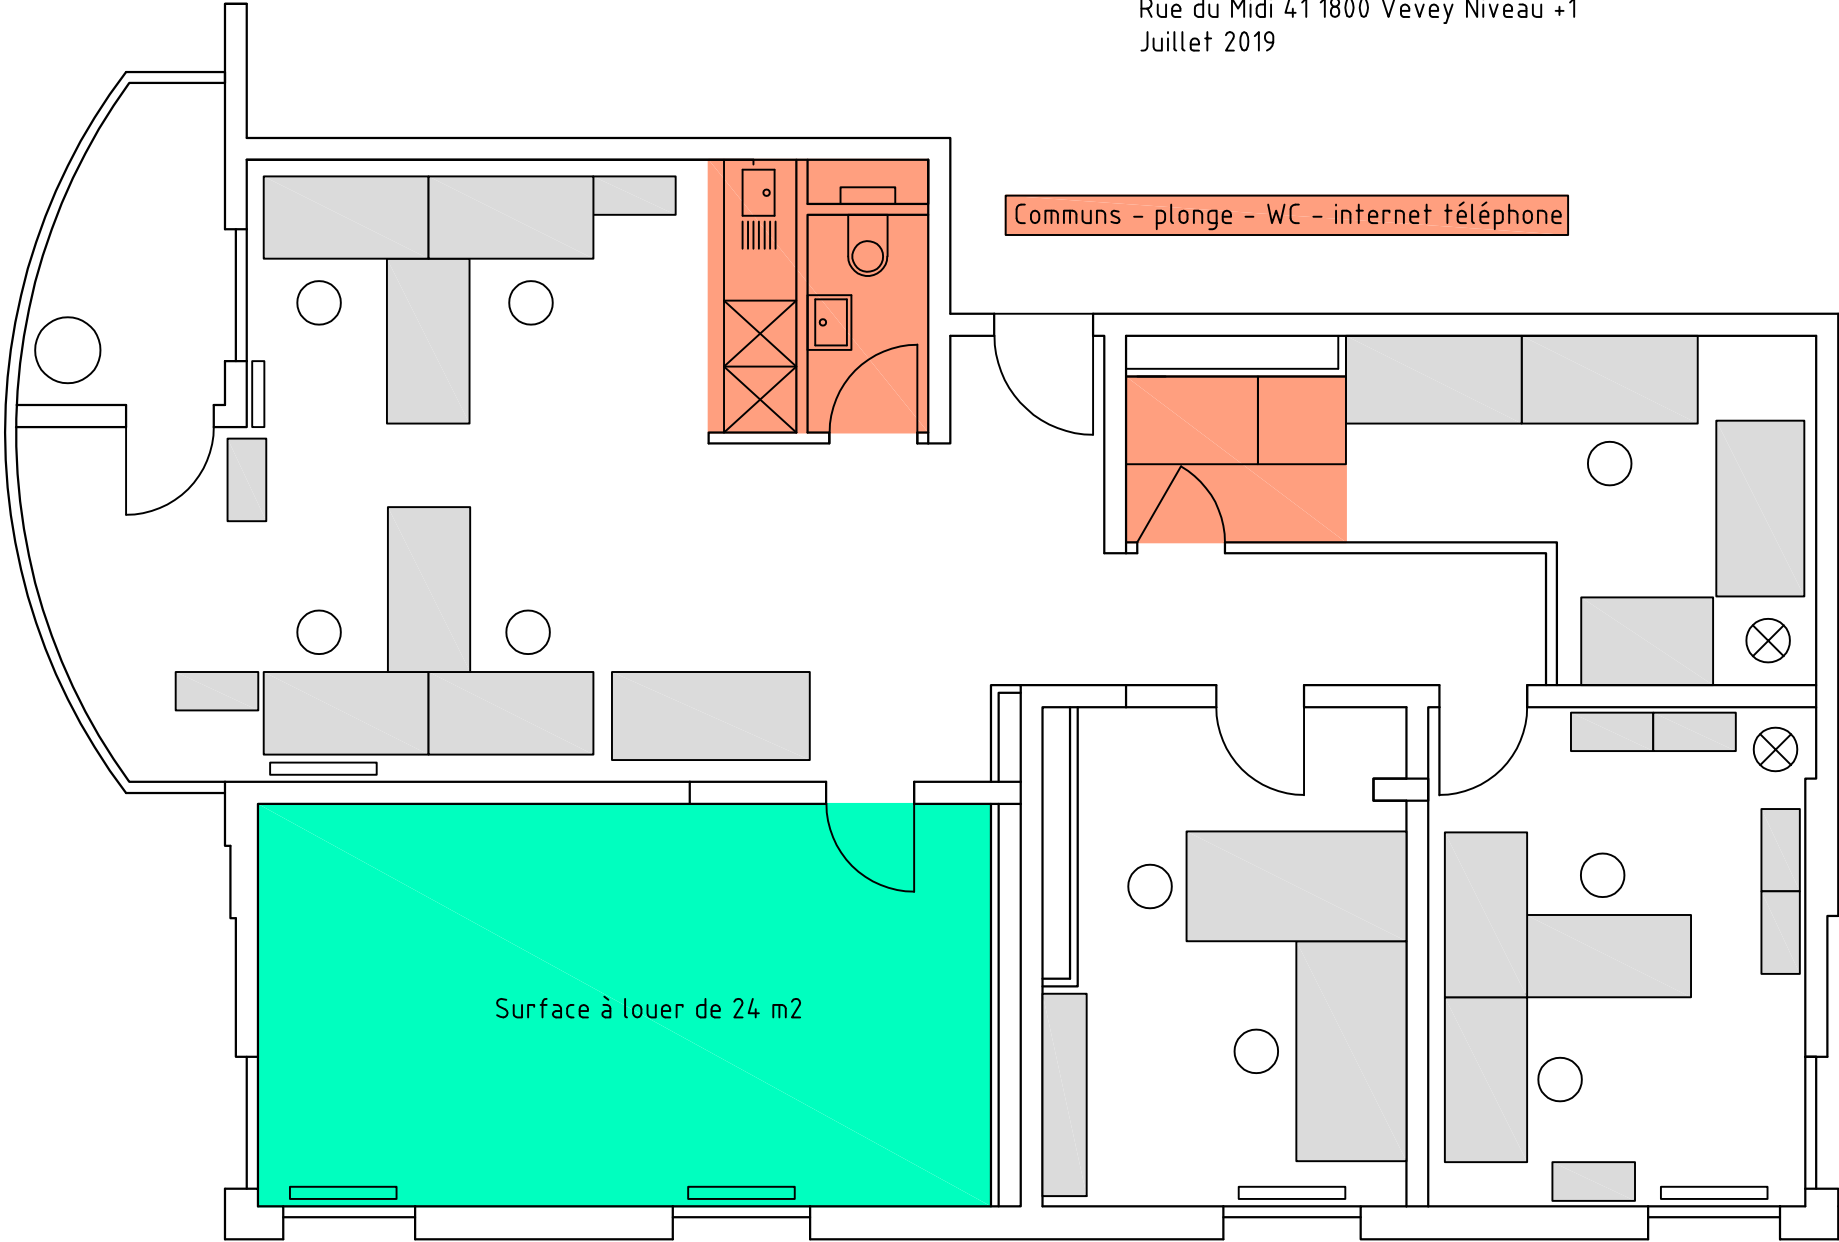 Rue du Midi 41 1800 Vevey Niveau +1
Juillet 2019
Communs - plonge - WC - internet téléphone
Surface à louer de 24 m2